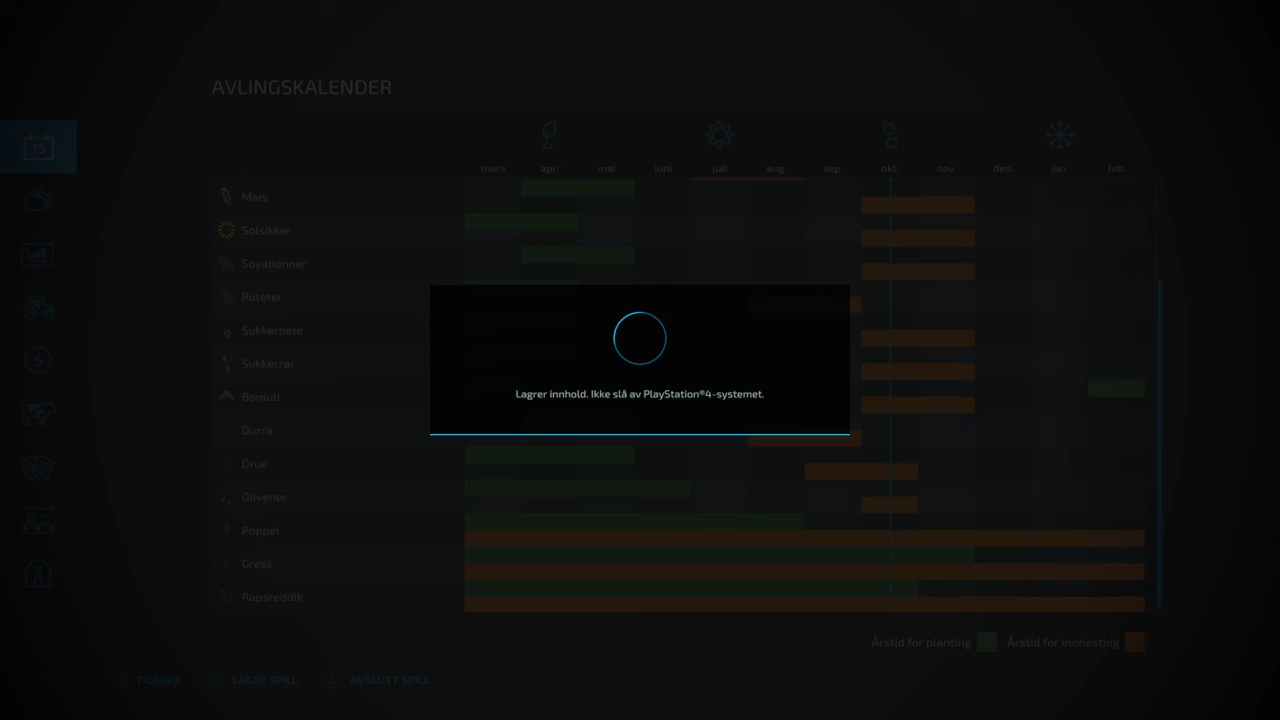 AVLINGSKALENDER
15
mars apr. mai juni juli aug. sep. okt. nov. des. jan. feb.
Mais
Solsikker
Soyabønner
Poteter
Sukkerbete
Sukkerrør
Bomull
Durra
Drue
Olivener
Poppel
Gress
Rapsreddik
Lagrer innhold. Ikke slå av PlayStation®4-systemet.
Årstid for planting Årstid for innhøsting
TILBAKE LAGRE SPILL AVSLUTT SPILL